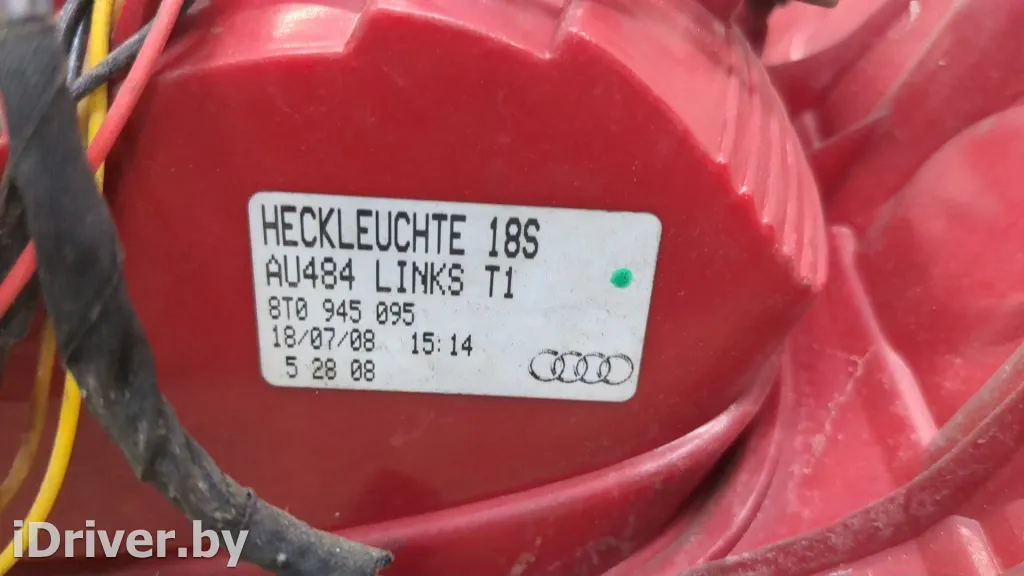 HECKLEUCHTE 18S
AU484 LINKS T1
8T0 945 095
18/07/08 15:14
5 28 08
iDriver.by